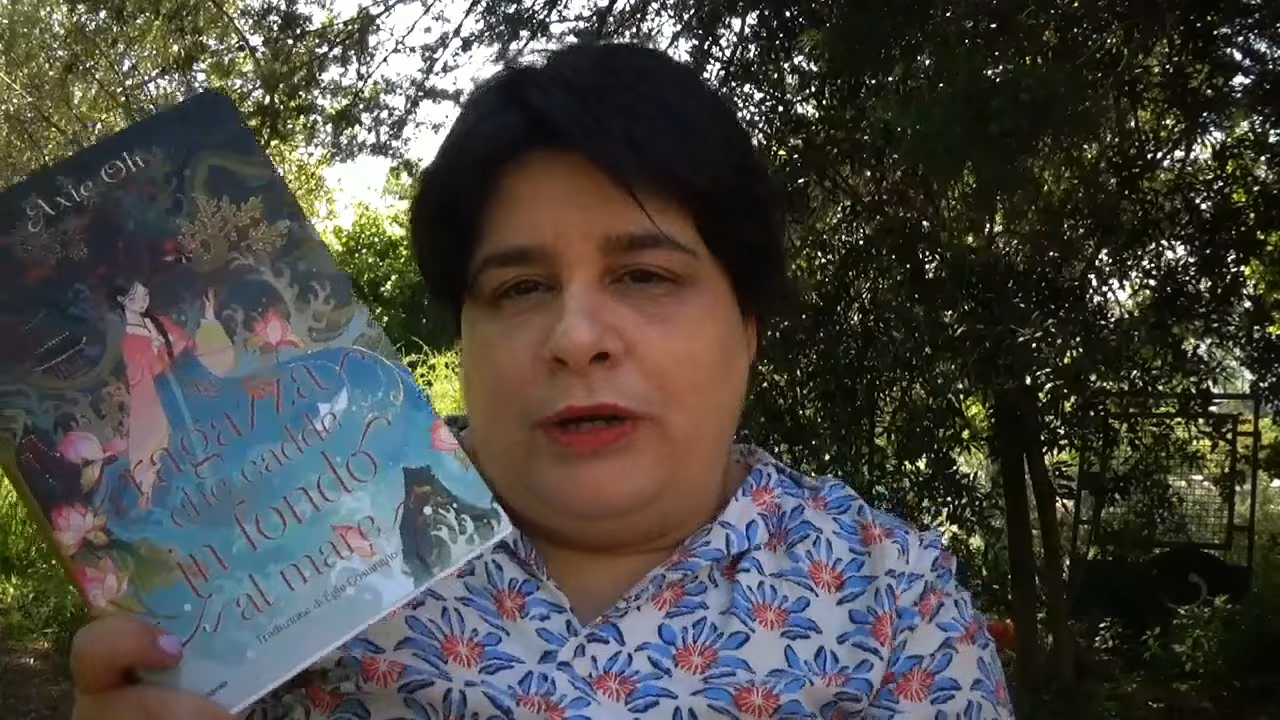 Axie Oh
ragazza
che cadde
in fondo
al mare
Traduzione di Egle Costantino